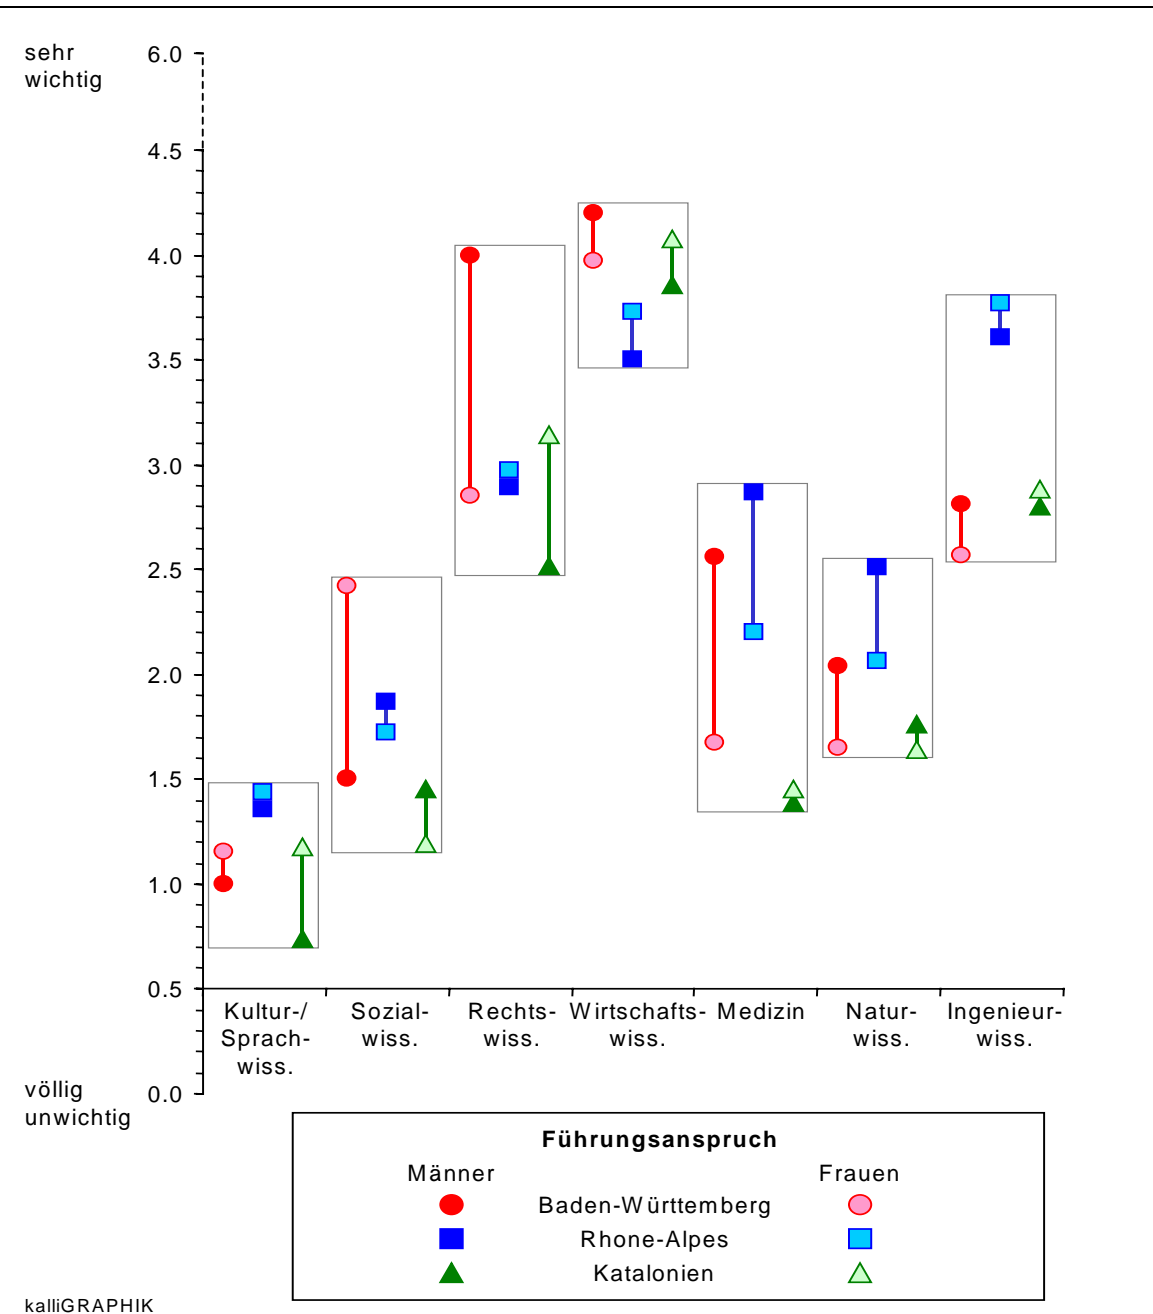 sehr
wichtig
6.0
4.5
4.0
3.5
3.0
2.5
2.0
1.5
1.0
0.5
Kultur-/
Sprach-
wiss.
Sozial-
wiss.
Rechts-
wiss.
Wirtschafts-
wiss.
Medizin
Natur-
wiss.
Ingenieur-
wiss.
völlig
unwichtig
0.0
Führungsanspruch
Männer Frauen
Baden-Württemberg
Rhone-Alpes
Katalonien
kalliGRAPHIK